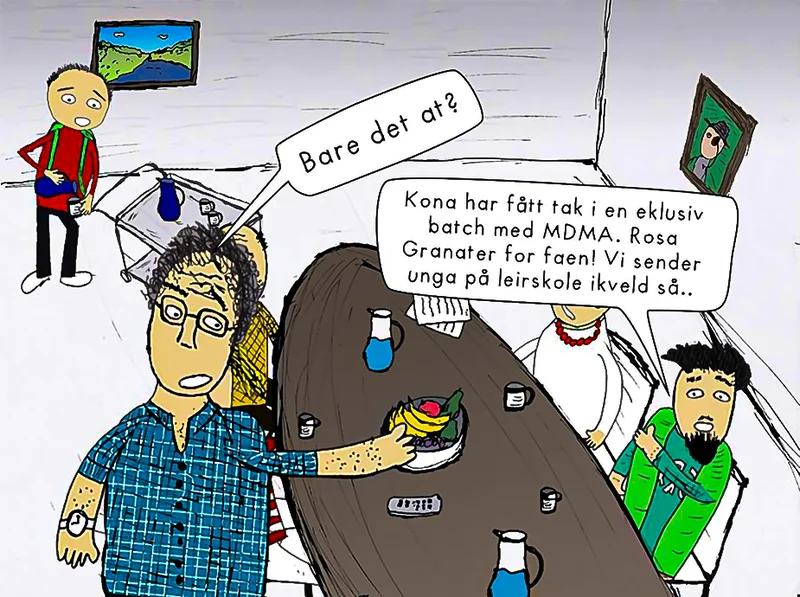 Bare det at?
Kona har fått tak i en eklusiv
batch med MDMA. Rosa
Granater for faen! Vi sender
unga på leirskole ikveld så..